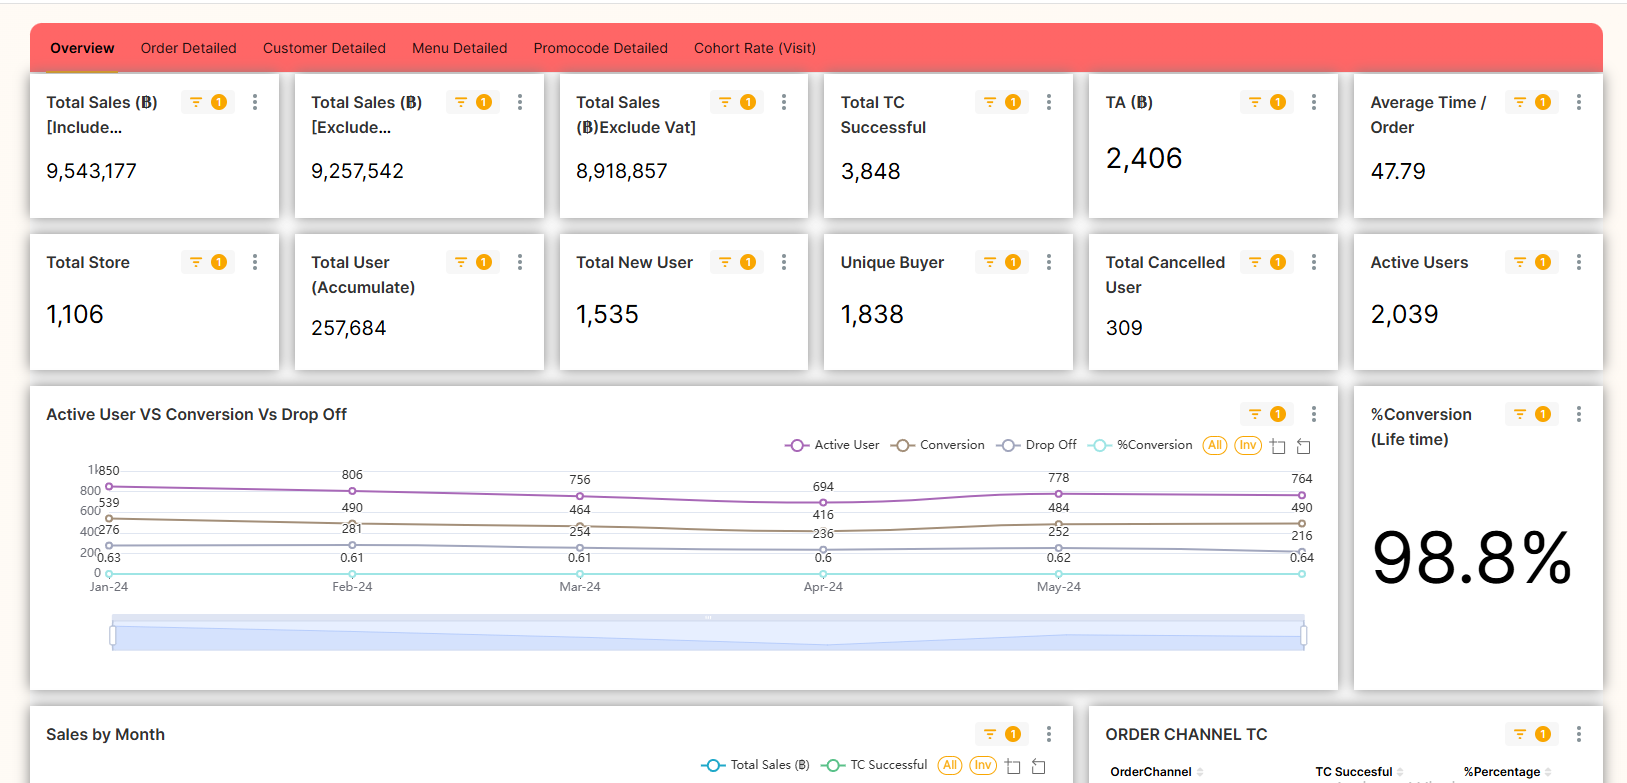 Overview Order Detailed Customer Detailed Menu Detailed Promocode Detailed Cohort Rate (Visit)
Total Sales (฿) [Include...
1
9,543,177
Total Sales (฿) [Exclude...
1
9,257,542
Total Sales (฿)Exclude Vat]
1
8,918,857
Total TC Successful
1
3,848
TA (฿)
1
2,406
Average Time / Order
1
47.79
Total Store
1
1,106
Total User (Accumulate)
1
257,684
Total New User
1
1,535
Unique Buyer
1
1,838
Total Cancelled User
1
309
Active Users
1
2,039
Active User VS Conversion Vs Drop Off
1
Active User Conversion Drop Off %Conversion All Inv
850 806 756 694 778 764
800
539 490 464 416 484 490
600
400
276 281 254 236 252 216
200
0.63 0.61 0.61 0.6 0.62 0.64
0
Jan-24 Feb-24 Mar-24 Apr-24 May-24
%Conversion (Life time)
1
98.8%
Sales by Month
1
Total Sales (฿) TC Successful All Inv
ORDER CHANNEL TC
1
OrderChannel TC Succesful %Percentage